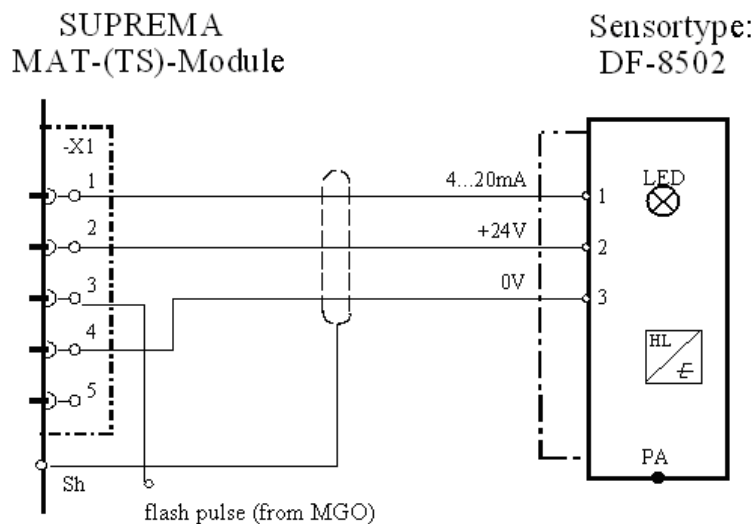 SUPREMA
MAT-(TS)-Module
Sensortype:
DF-8502
-X1
1
4...20mA
1
LED
2
+24V
2
3
0V
3
4
HL
E
5
PA
Sh
flash pulse (from MGO)